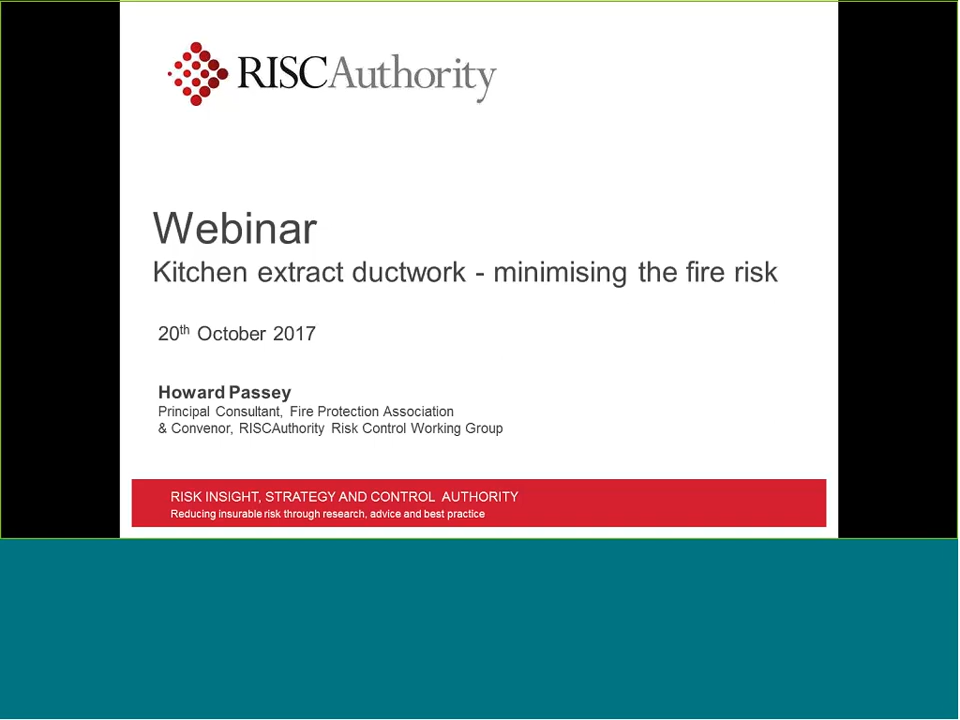 RISCAuthority
Webinar
Kitchen extract ductwork - minimising the fire risk
20th October 2017
Howard Passey
Principal Consultant, Fire Protection Association
& Convenor, RISCAuthority Risk Control Working Group
RISK INSIGHT, STRATEGY AND CONTROL AUTHORITY
Reducing insurable risk through research, advice and best practice